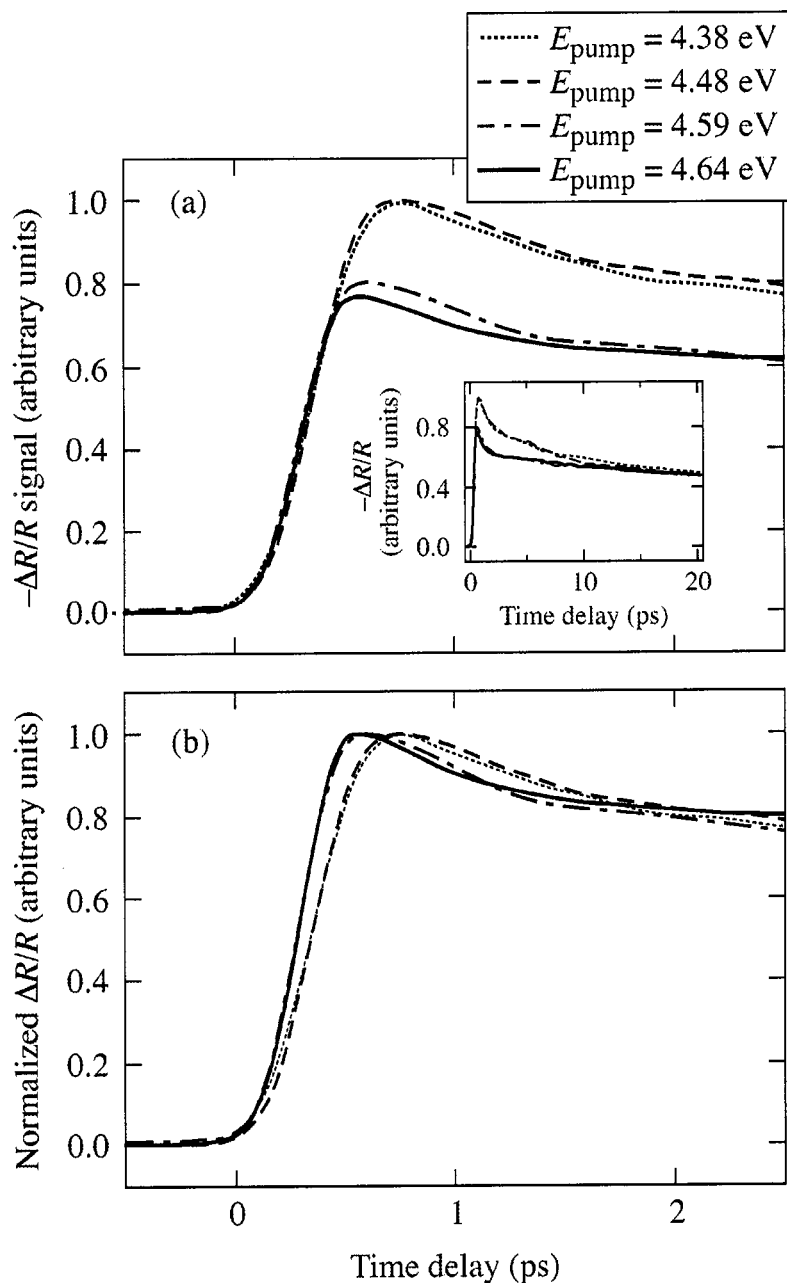 E_pump = 4.38 eV
E_pump = 4.48 eV
E_pump = 4.59 eV
E_pump = 4.64 eV
(a)
−ΔR/R signal (arbitrary units)
1.0
0.8
0.6
0.4
0.2
0.0
−ΔR/R
(arbitrary units)
0.8
0.4
0.0
0 10 20
Time delay (ps)
(b)
Normalized ΔR/R (arbitrary units)
1.0
0.8
0.6
0.4
0.2
0.0
0 1 2
Time delay (ps)